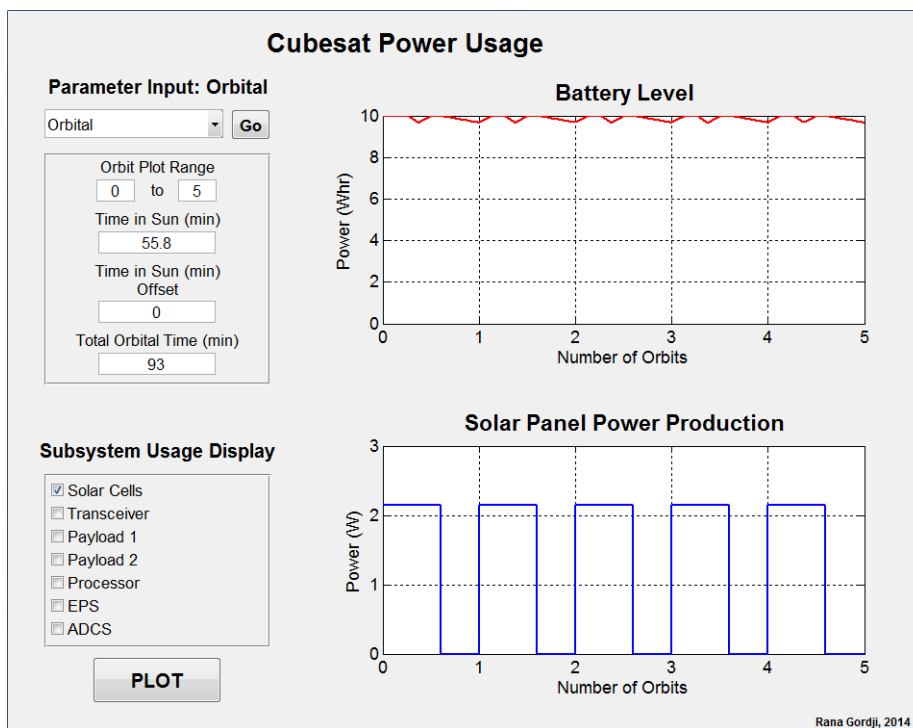 Cubesat Power Usage
Parameter Input: Orbital
Orbital
Go
Orbit Plot Range
0 to 5
Time in Sun (min)
55.8
Time in Sun (min)
Offset
0
Total Orbital Time (min)
93
Subsystem Usage Display
Solar Cells
Transceiver
Payload 1
Payload 2
Processor
EPS
ADCS
PLOT
Battery Level
Power (Whr)
10
8
6
4
2
0
0 1 2 3 4 5
Number of Orbits
Solar Panel Power Production
Power (W)
3
2
1
0
0 1 2 3 4 5
Number of Orbits
Rana Gordji, 2014